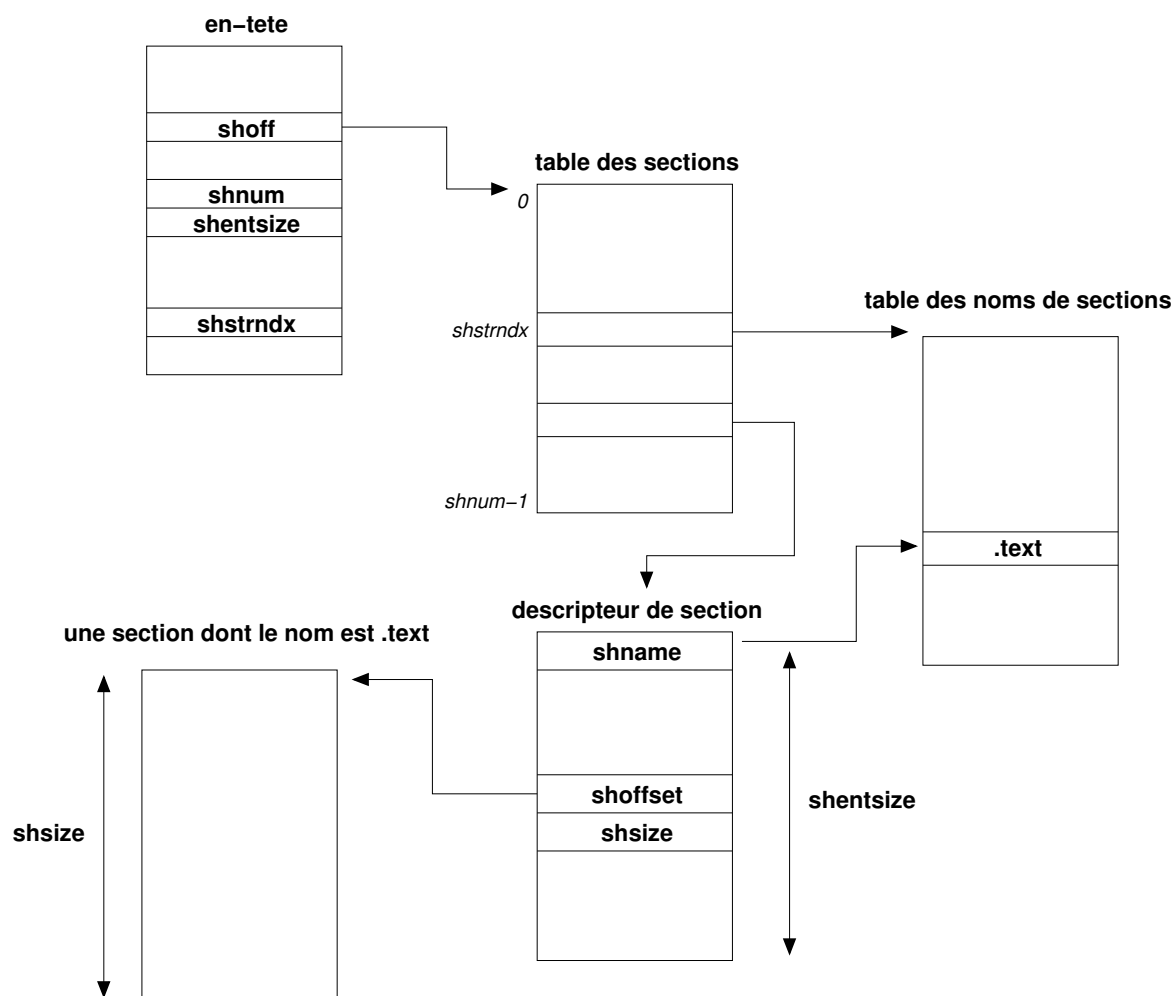 en−tete
shoff
shnum
shentsize
shstrndx
table des sections
0
shstrndx
shnum−1
table des noms de sections
.text
descripteur de section
shname
shoffset
shsize
shentsize
une section dont le nom est .text
shsize